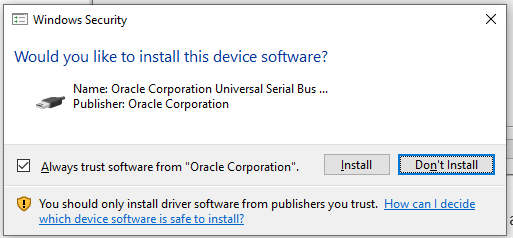 Windows Security
Would you like to install this device software?
Name: Oracle Corporation Universal Serial Bus ...
Publisher: Oracle Corporation
Always trust software from "Oracle Corporation".
Install
Don't Install
You should only install driver software from publishers you trust. How can I decide
which device software is safe to install?